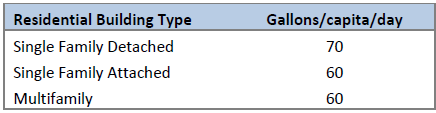 Residential Building Type Gallons/capita/day
Single Family Detached 70
Single Family Attached 60
Multifamily 60